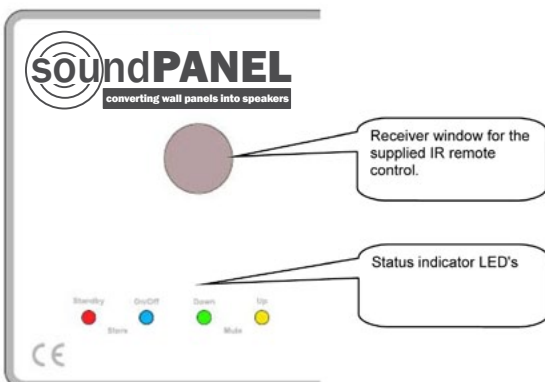 soundPANEL
converting wall panels into speakers
Receiver window for the
supplied IR remote
control.
Status indicator LED's
Standby On/Off Down Up
Store Mute
CE